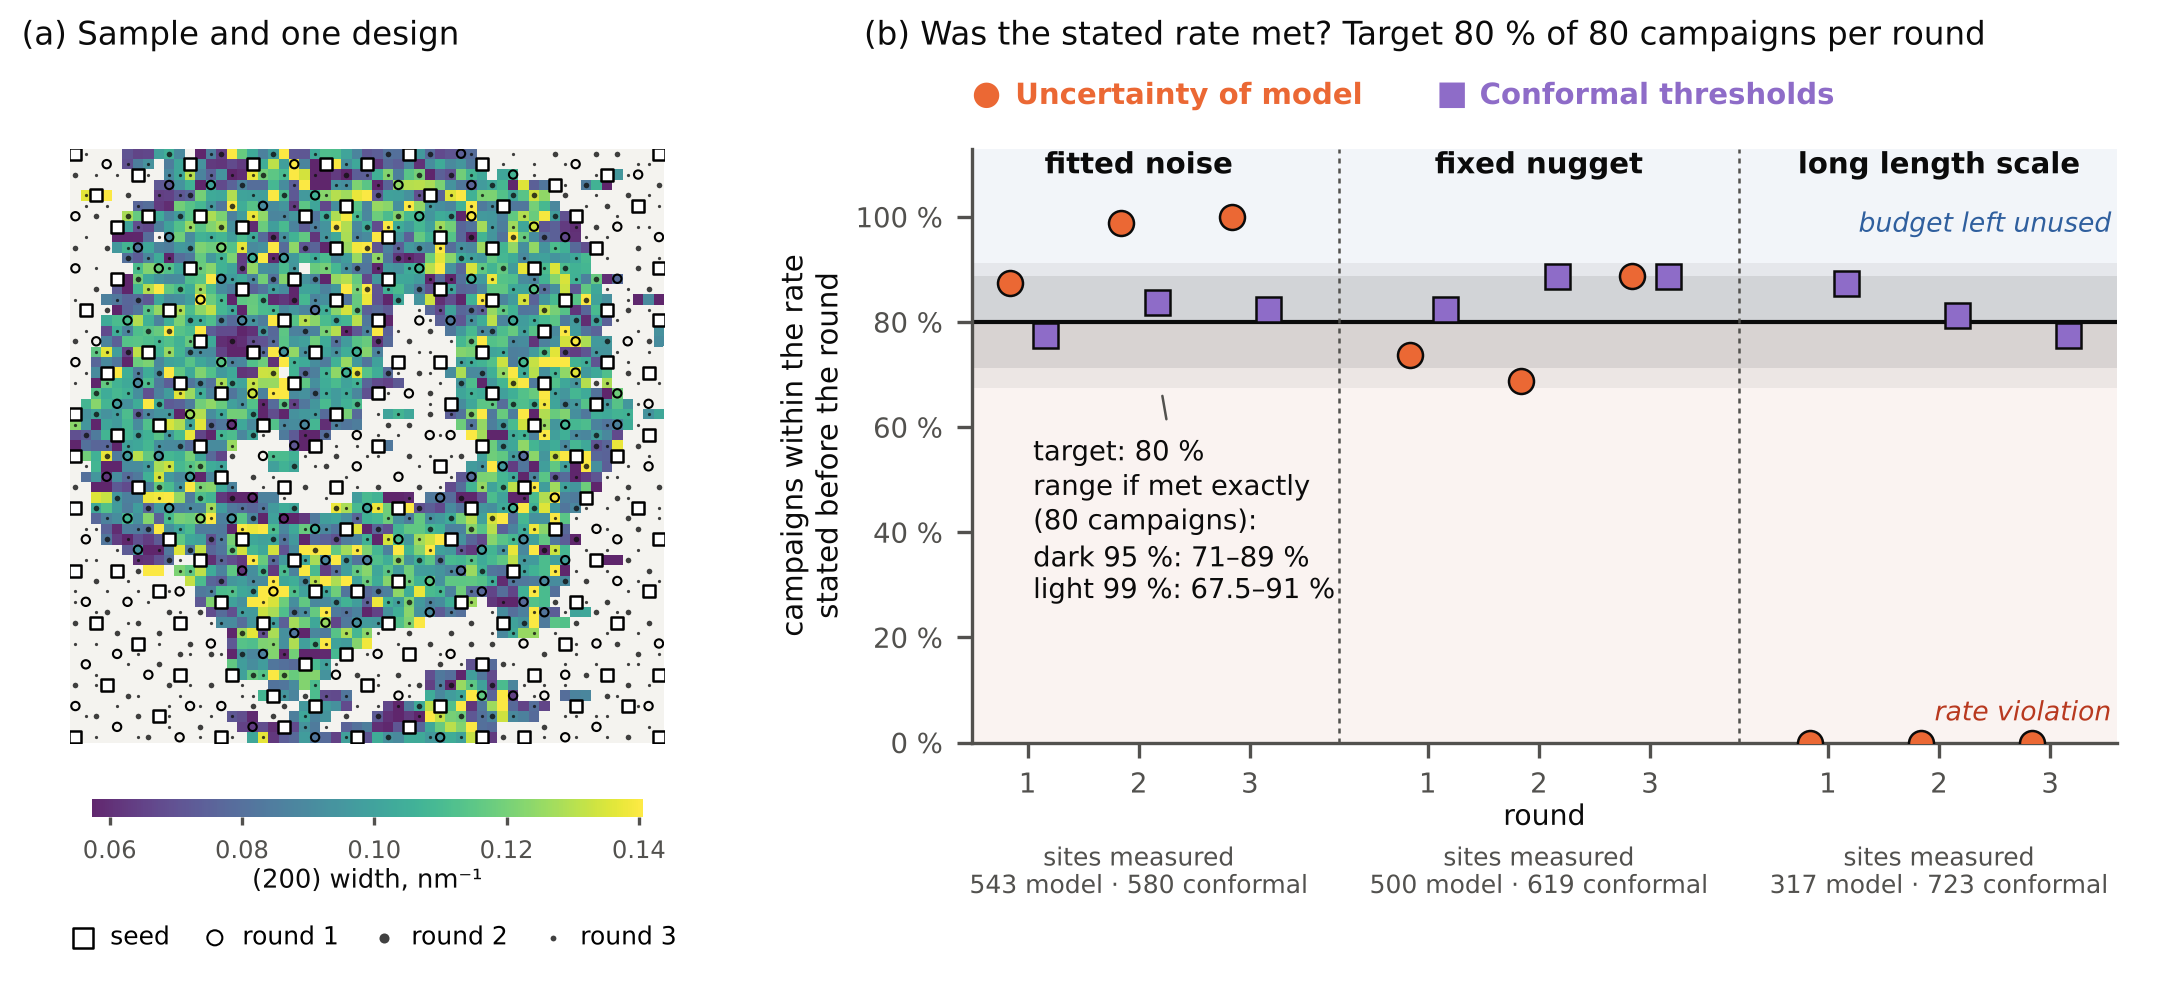 (a) Sample and one design
0.06 0.08 0.10 0.12 0.14
(200) width, nm⁻¹
seed round 1 round 2 round 3
(b) Was the stated rate met? Target 80 % of 80 campaigns per round
Uncertainty of model Conformal thresholds
campaigns within the rate
stated before the round
100 %
80 %
60 %
40 %
20 %
0 %
fitted noise fixed nugget long length scale
budget left unused
target: 80 %
range if met exactly
(80 campaigns):
dark 95 %: 71–89 %
light 99 %: 67.5–91 %
rate violation
1 2 3 1 2 3 1 2 3
round
sites measured sites measured sites measured
543 model · 580 conformal 500 model · 619 conformal 317 model · 723 conformal